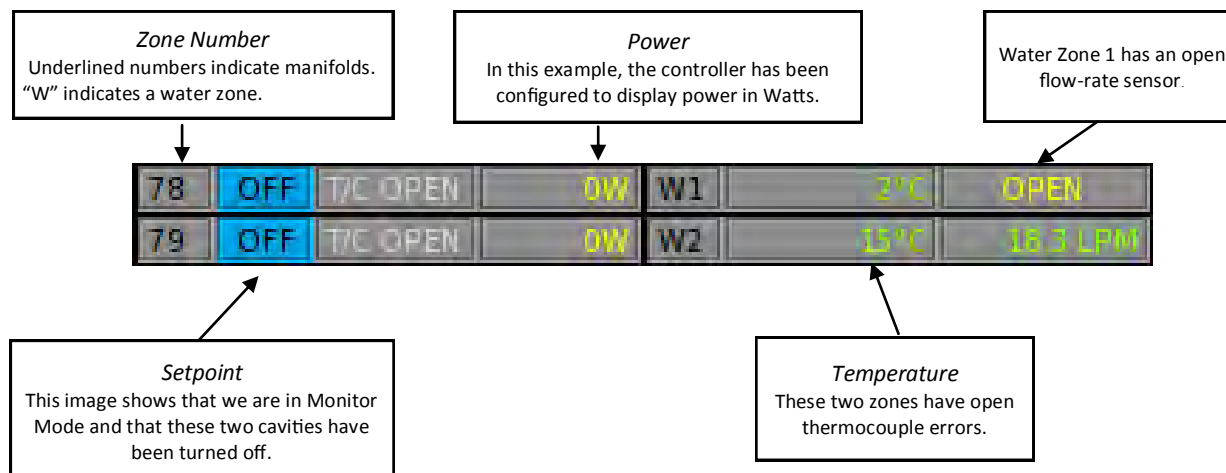 Zone Number
Underlined numbers indicate manifolds.
“W” indicates a water zone.
Power
In this example, the controller has been
configured to display power in Watts.
Water Zone 1 has an open
flow-rate sensor.
78 OFF T/C OPEN 0W W1 2°C OPEN
79 OFF T/C OPEN 0W W2 15°C 18.3 LPM
Setpoint
This image shows that we are in Monitor
Mode and that these two cavities have
been turned off.
Temperature
These two zones have open
thermocouple errors.